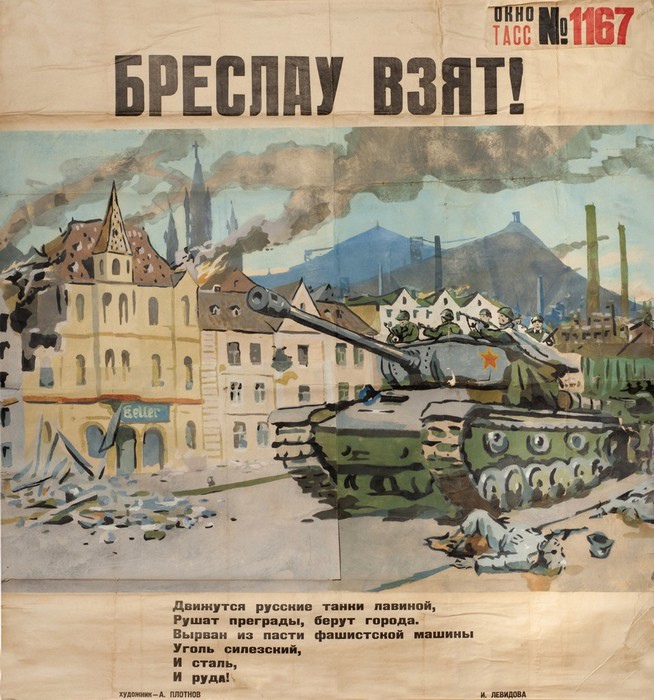 ОКНО
ТАСС №1167
БРЕСЛАУ ВЗЯТ!
Keller
Движутся русские танки лавиной,
Рушат преграды, берут города.
Вырван из пасти фашистской машины
Уголь силезский,
И сталь,
И руда!
ХУДОЖНИК—А. ПЛОТНОВ И. ЛЕВИДОВА